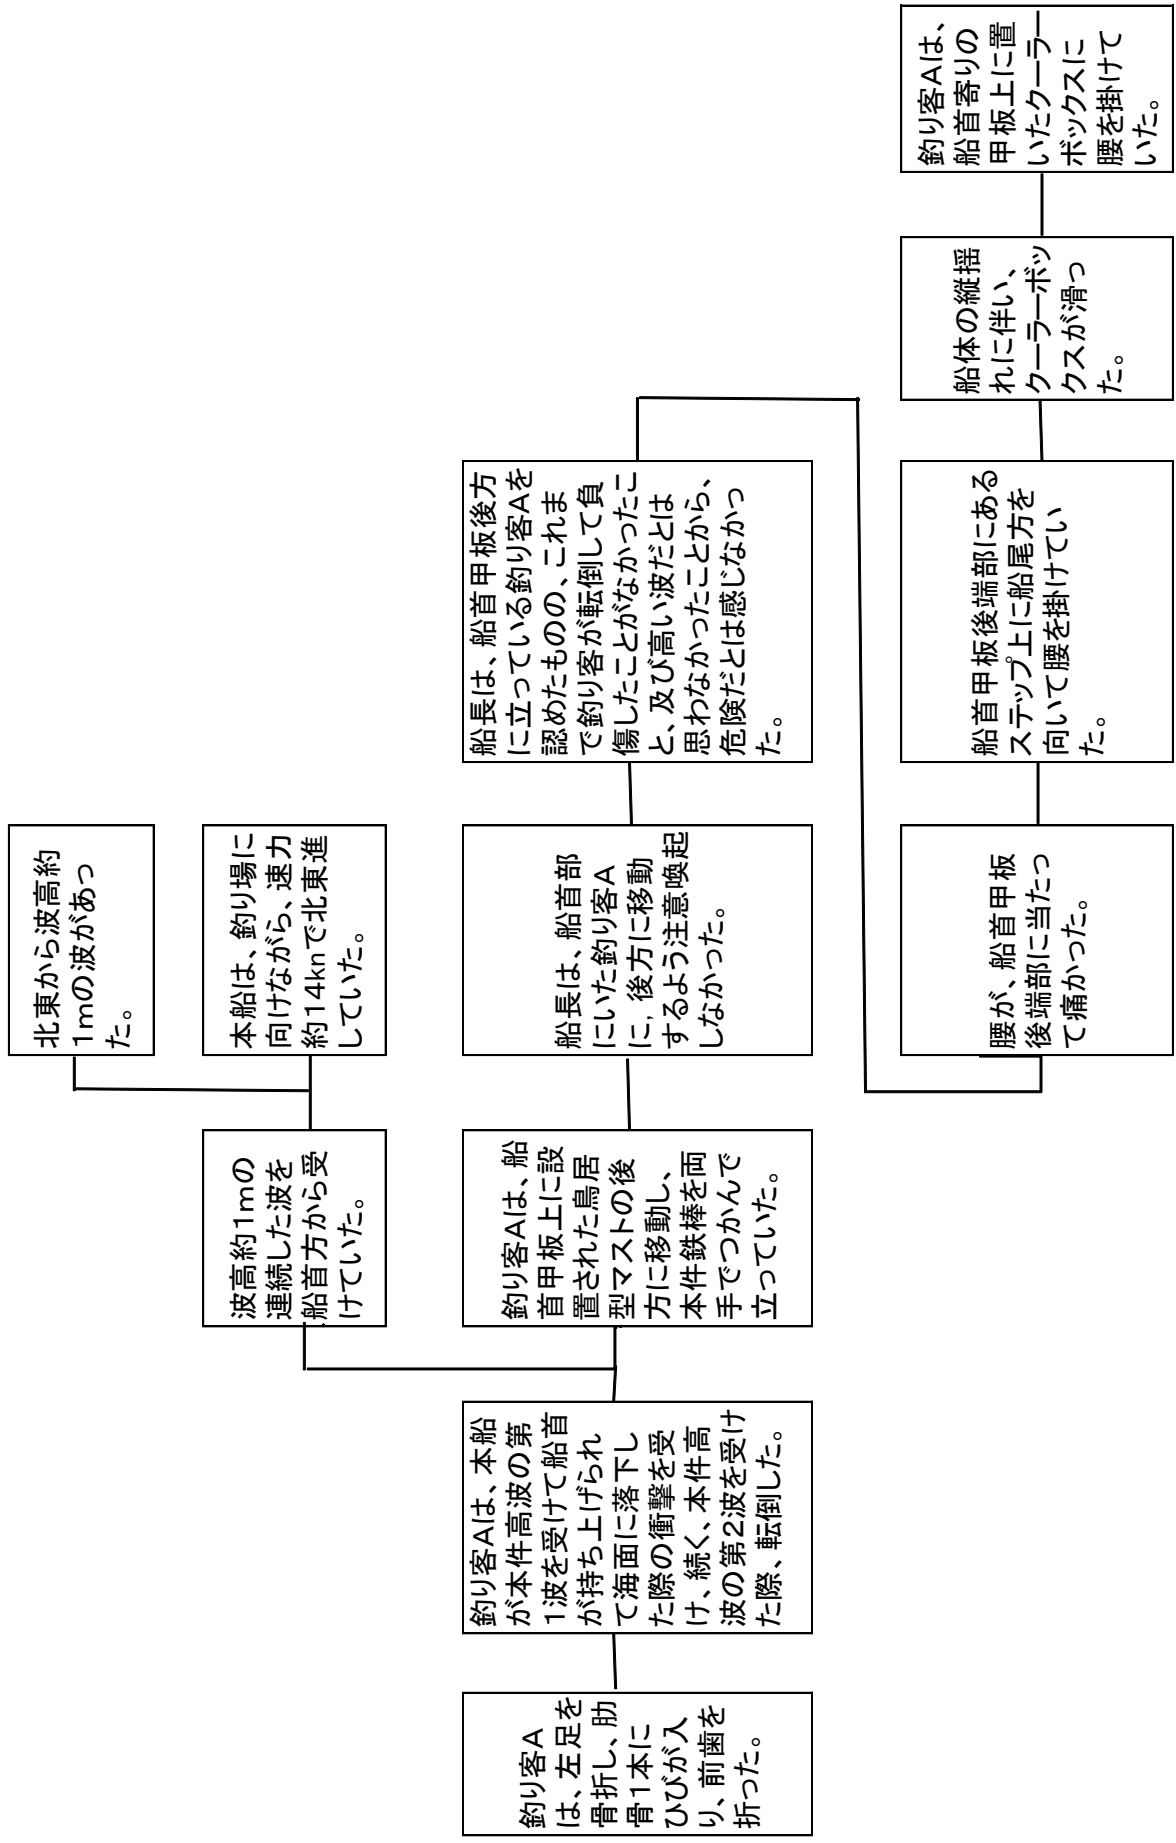 釣り客A
は、左足を
骨折し、肋
骨1本に
ひびが入
り、前歯を
折った。
釣り客Aは、本船
が本件高波の第
1波を受けて船首
が持ち上げられ
て海面に落下し
た際の衝撃を受
け、続く、本件高
波の第2波を受け
た際、転倒した。
波高約1mの
連続した波を
船首方から受
けていた。
北東から波高約
1mの波があっ
た。
本船は、釣り場に
向けながら、速力
約14knで北東進
していた。
釣り客Aは、船
首甲板上に設
置された鳥居
型マストの後
方に移動し、
本件鉄棒を両
手でつかんで
立っていた。
船長は、船首部
にいた釣り客A
に, 後方に移動
するよう注意喚起
しなかった。
船長は、船首甲板後方
に立っている釣り客Aを
認めたものの、これま
で釣り客が転倒して負
傷したことがなかったこ
と、及び高い波だとは
思わなかったことから、
危険だとは感じなかっ
た。
腰が、船首甲板
後端部に当たっ
て痛かった。
船首甲板後端部にある
ステップ上に船尾方を
向いて腰を掛けてい
た。
船体の縦揺
れに伴い、
クーラーボッ
クスが滑っ
た。
釣り客Aは、
船首寄りの
甲板上に置
いたクーラー
ボックスに
腰を掛けて
いた。